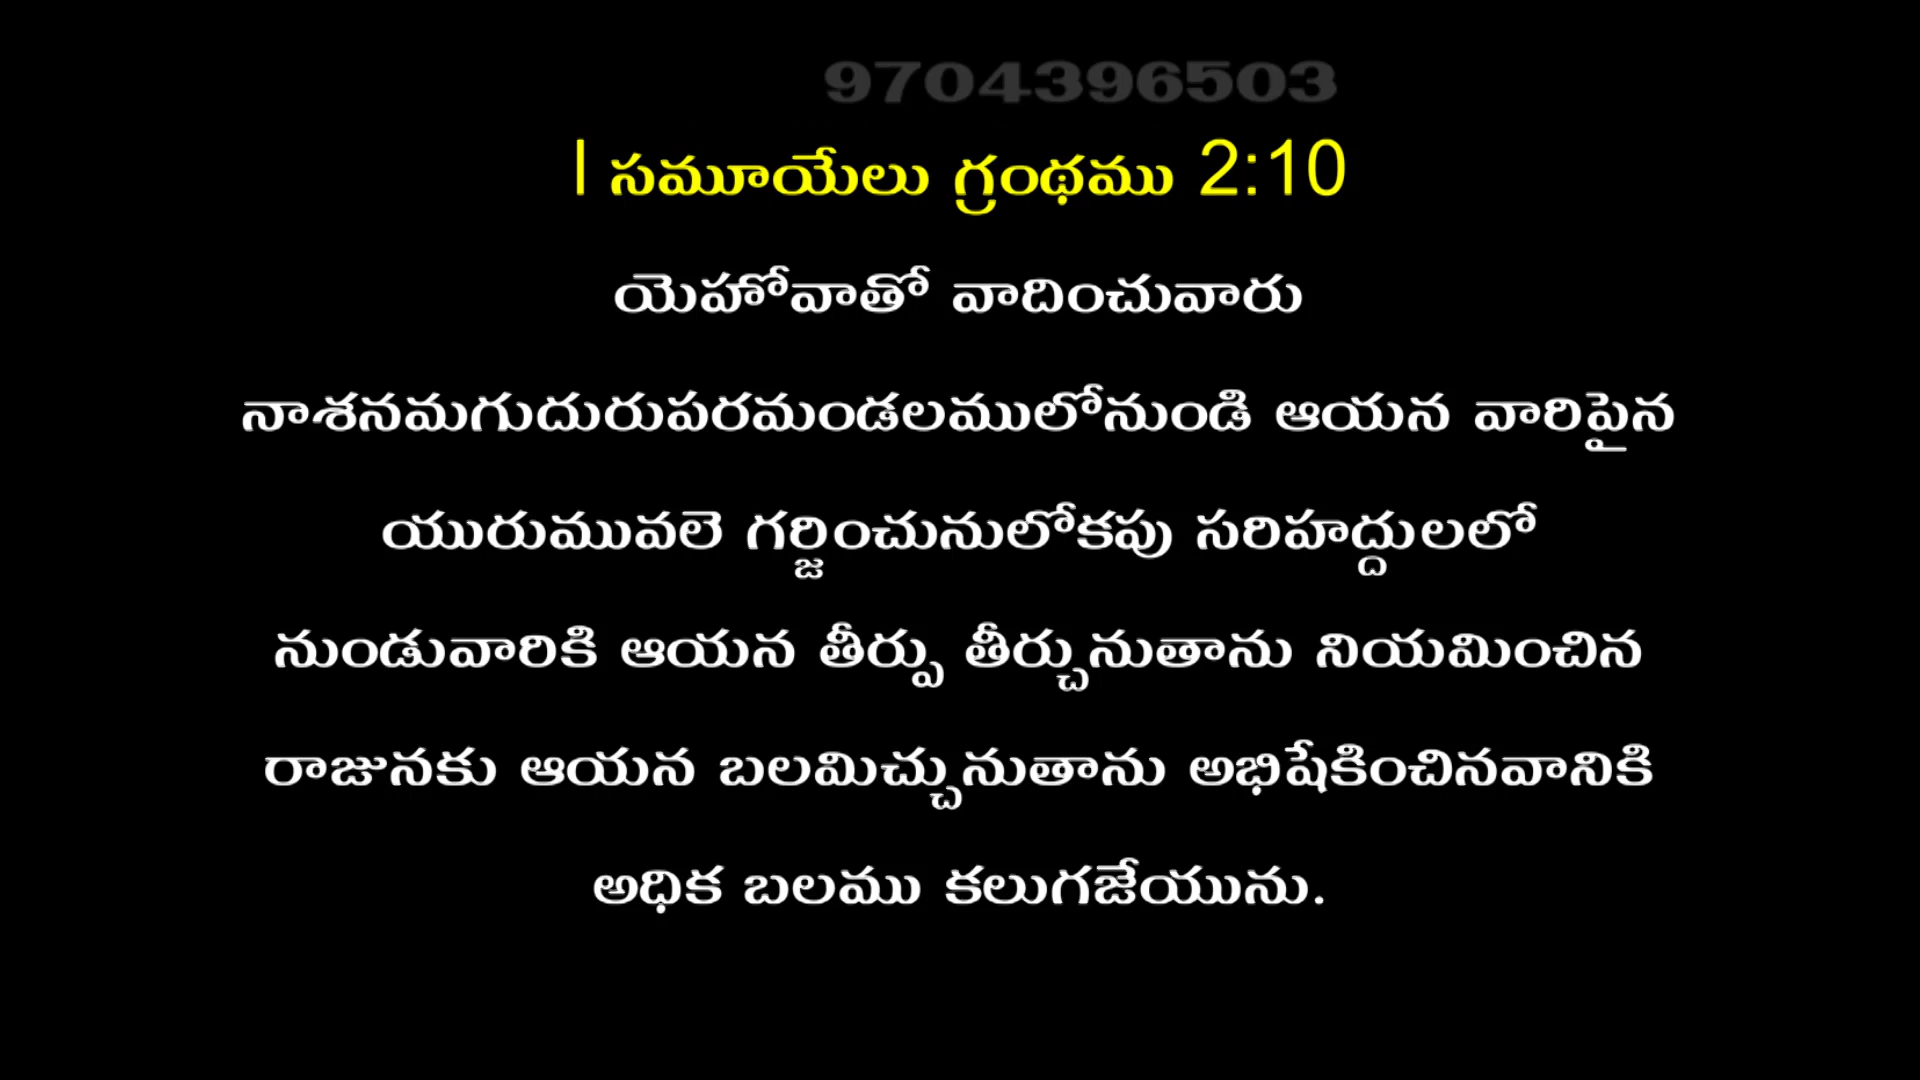 9704396503
I సమూయేలు గ్రంథము 2:10
యెహోవాతో వాదించువారు
నాశనమగుదురుపరమండలములోనుండి ఆయన వారిపైన
యురుమువలె గర్జించునులోకపు సరిహద్దులలో
నుండువారికి ఆయన తీర్పు తీర్చునుతాను నియమించిన
రాజునకు ఆయన బలమిచ్చునుతాను అభిషేకించినవానికి
అధిక బలము కలుగజేయును.